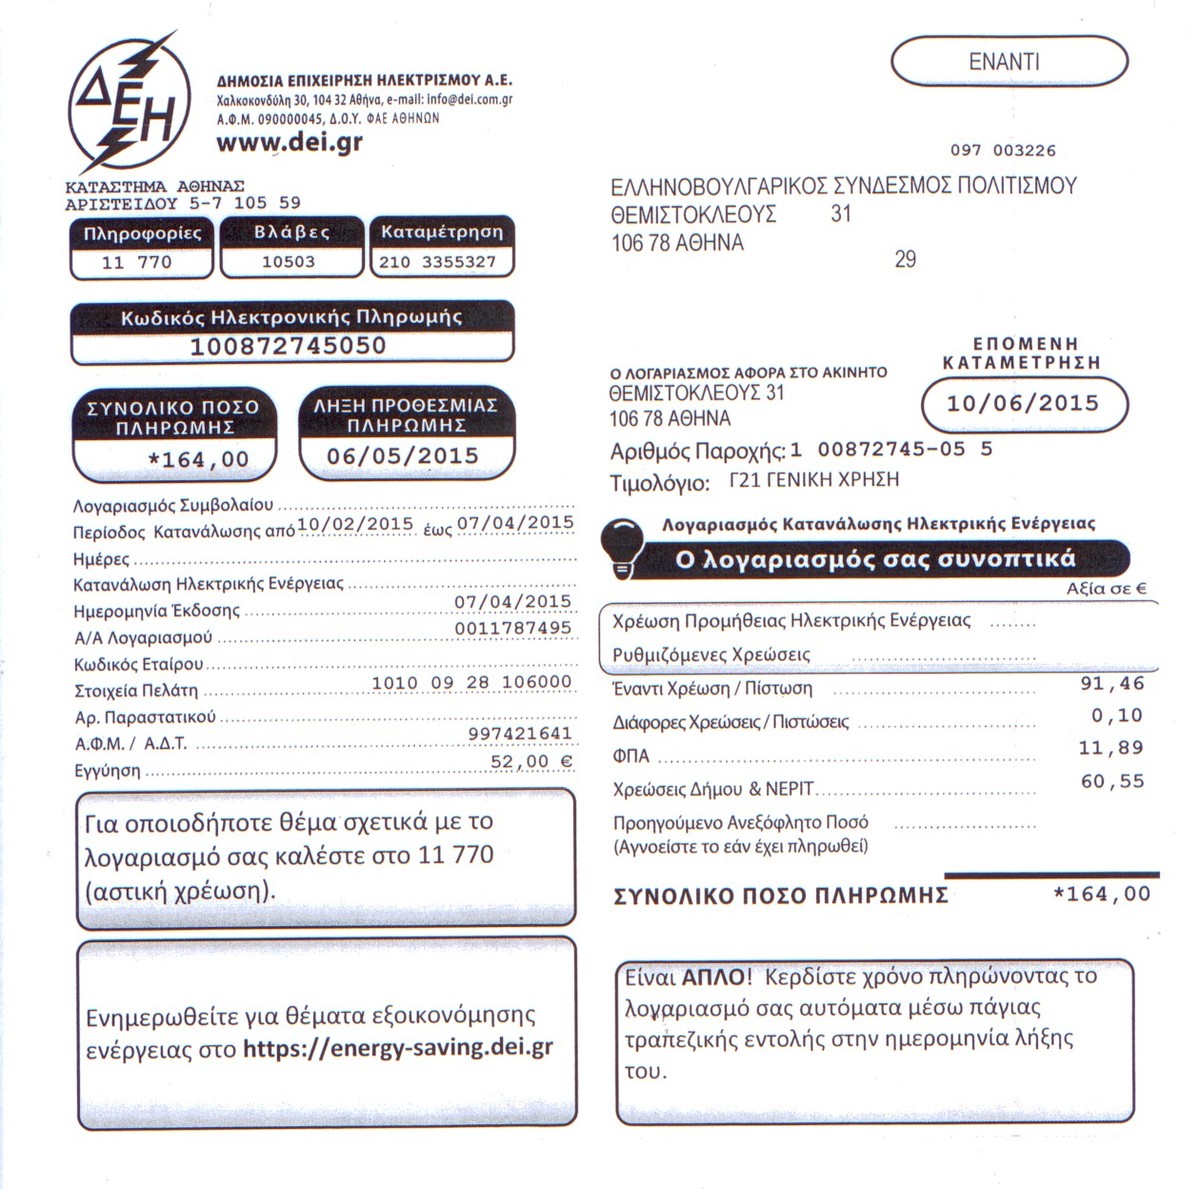 ΔΕΗ
ΔΗΜΟΣΙΑ ΕΠΙΧΕΙΡΗΣΗ ΗΛΕΚΤΡΙΣΜΟΥ Α.Ε.
Χαλκοκονδύλη 30, 104 32 Αθήνα, e-mail: info@dei.com.gr
Α.Φ.Μ. 090000045, Δ.Ο.Υ. ΦΑΕ ΑΘΗΝΩΝ
www.dei.gr
ΚΑΤΑΣΤΗΜΑ ΑΘΗΝΑΣ
ΑΡΙΣΤΕΙΔΟΥ 5-7 105 59
Πληροφορίες Βλάβες Καταμέτρηση
11 770 10503 210 3355327
Κωδικός Ηλεκτρονικής Πληρωμής
100872745050
ΣΥΝΟΛΙΚΟ ΠΟΣΟ
ΠΛΗΡΩΜΗΣ
*164,00
ΛΗΞΗ ΠΡΟΘΕΣΜΙΑΣ
ΠΛΗΡΩΜΗΣ
06/05/2015
Λογαριασμός Συμβολαίου
Περίοδος Κατανάλωσης από 10/02/2015 έως 07/04/2015
Ημέρες
Κατανάλωση Ηλεκτρικής Ενέργειας
Ημερομηνία Έκδοσης 07/04/2015
Α/Α Λογαριασμού 0011787495
Κωδικός Εταίρου
Στοιχεία Πελάτη 1010 09 28 106000
Αρ. Παραστατικού
Α.Φ.Μ. / Α.Δ.Τ. 997421641
Εγγύηση 52,00 €
Για οποιοδήποτε θέμα σχετικά με το
λογαριασμό σας καλέστε στο 11 770
(αστική χρέωση).
Ενημερωθείτε για θέματα εξοικονόμησης
ενέργειας στο https://energy-saving.dei.gr
ΕΝΑΝΤΙ
097 003226
ΕΛΛΗΝΟΒΟΥΛΓΑΡΙΚΟΣ ΣΥΝΔΕΣΜΟΣ ΠΟΛΙΤΙΣΜΟΥ
ΘΕΜΙΣΤΟΚΛΕΟΥΣ 31
106 78 ΑΘΗΝΑ
29
ΕΠΟΜΕΝΗ
ΚΑΤΑΜΕΤΡΗΣΗ
10/06/2015
Ο ΛΟΓΑΡΙΑΣΜΟΣ ΑΦΟΡΑ ΣΤΟ ΑΚΙΝΗΤΟ
ΘΕΜΙΣΤΟΚΛΕΟΥΣ 31
106 78 ΑΘΗΝΑ
Αριθμός Παροχής: 1 00872745-05 5
Τιμολόγιο: Γ21 ΓΕΝΙΚΗ ΧΡΗΣΗ
Λογαριασμός Κατανάλωσης Ηλεκτρικής Ενέργειας
Ο λογαριασμός σας συνοπτικά
Αξία σε €
Χρέωση Προμήθειας Ηλεκτρικής Ενέργειας
Ρυθμιζόμενες Χρεώσεις
Έναντι Χρέωση / Πίστωση 91,46
Διάφορες Χρεώσεις / Πιστώσεις 0,10
ΦΠΑ 11,89
Χρεώσεις Δήμου & ΝΕΡΙΤ 60,55
Προηγούμενο Ανεξόφλητο Ποσό
(Αγνοείστε το εάν έχει πληρωθεί)
ΣΥΝΟΛΙΚΟ ΠΟΣΟ ΠΛΗΡΩΜΗΣ *164,00
Είναι ΑΠΛΟ! Κερδίστε χρόνο πληρώνοντας το
λογαριασμό σας αυτόματα μέσω πάγιας
τραπεζικής εντολής στην ημερομηνία λήξης
του.